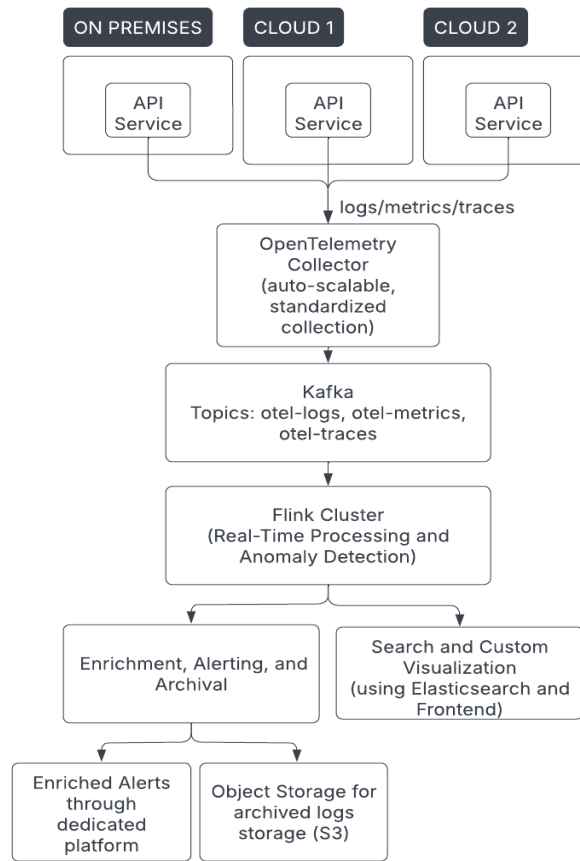 ON PREMISES
CLOUD 1
CLOUD 2
API
Service
API
Service
API
Service
logs/metrics/traces
OpenTelemetry
Collector
(auto-scalable,
standardized
collection)
Kafka
Topics: otel-logs, otel-metrics,
otel-traces
Flink Cluster
(Real-Time Processing and
Anomaly Detection)
Enrichment, Alerting, and
Archival
Search and Custom
Visualization
(using Elasticsearch and
Frontend)
Enriched Alerts
through
dedicated
platform
Object Storage for
archived logs
storage (S3)